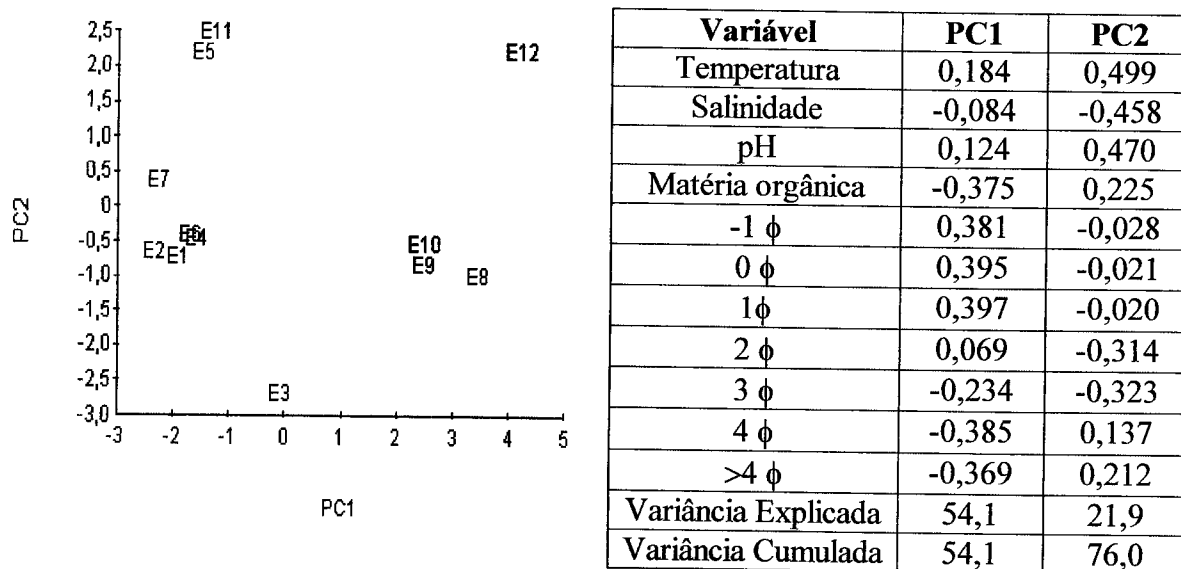 2,5
2,0
1,5
1,0
0,5
0
-0,5
-1,0
-1,5
-2,0
-2,5
-3,0
PC2
E11
E5
E12
E7
E6
E4
E2
E1
E10
E9
E8
E3
-3 -2 -1 0 1 2 3 4 5
PC1
Variável PC1 PC2
Temperatura 0,184 0,499
Salinidade -0,084 -0,458
pH 0,124 0,470
Matéria orgânica -0,375 0,225
-1 ϕ 0,381 -0,028
0 ϕ 0,395 -0,021
1ϕ 0,397 -0,020
2 ϕ 0,069 -0,314
3 ϕ -0,234 -0,323
4 ϕ -0,385 0,137
>4 ϕ -0,369 0,212
Variância Explicada 54,1 21,9
Variância Cumulada 54,1 76,0